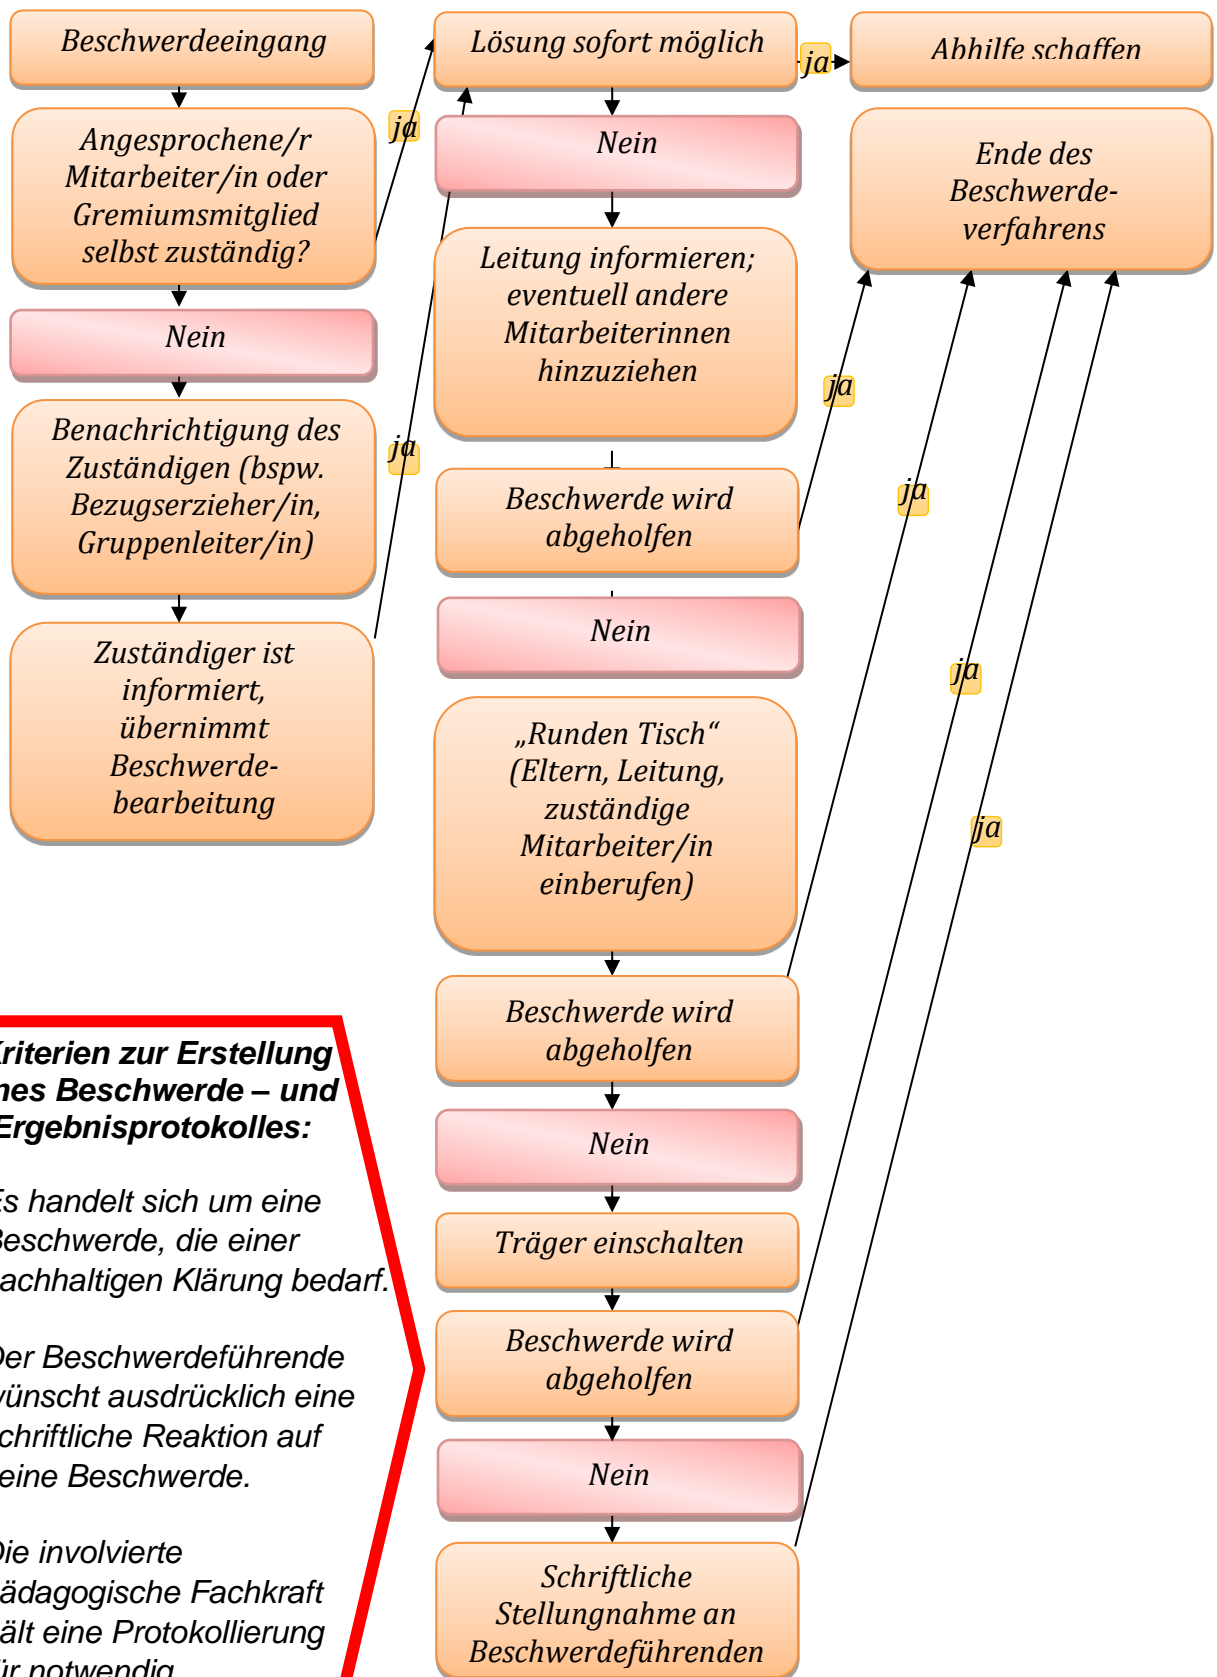 Beschwerdeeingang
Angesprochene/r
Mitarbeiter/in oder
Gremiumsmitglied
selbst zuständig?
ja
Nein
Benachrichtigung des
Zuständigen (bspw.
Bezugserzieher/in,
Gruppenleiter/in)
ja
Zuständiger ist
informiert,
übernimmt
Beschwerde-
bearbeitung
Lösung sofort möglich
ja
Abhilfe schaffen
Nein
Leitung informieren;
eventuell andere
Mitarbeiterinnen
hinzuziehen
Beschwerde wird
abgeholfen
ja
Nein
„Runden Tisch“
(Eltern, Leitung,
zuständige
Mitarbeiter/in
einberufen)
Beschwerde wird
abgeholfen
ja
Nein
Träger einschalten
Beschwerde wird
abgeholfen
ja
Nein
Schriftliche
Stellungnahme an
Beschwerdeführenden
ja
Ende des
Beschwerde-
verfahrens
Kriterien zur Erstellung
nes Beschwerde – und
Ergebnisprotokolles:
Es handelt sich um eine
Beschwerde, die einer
achhaltigen Klärung bedarf.
Der Beschwerdeführende
wünscht ausdrücklich eine
chriftliche Reaktion auf
eine Beschwerde.
Die involvierte
ädagogische Fachkraft
ält eine Protokollierung
ür notwendig